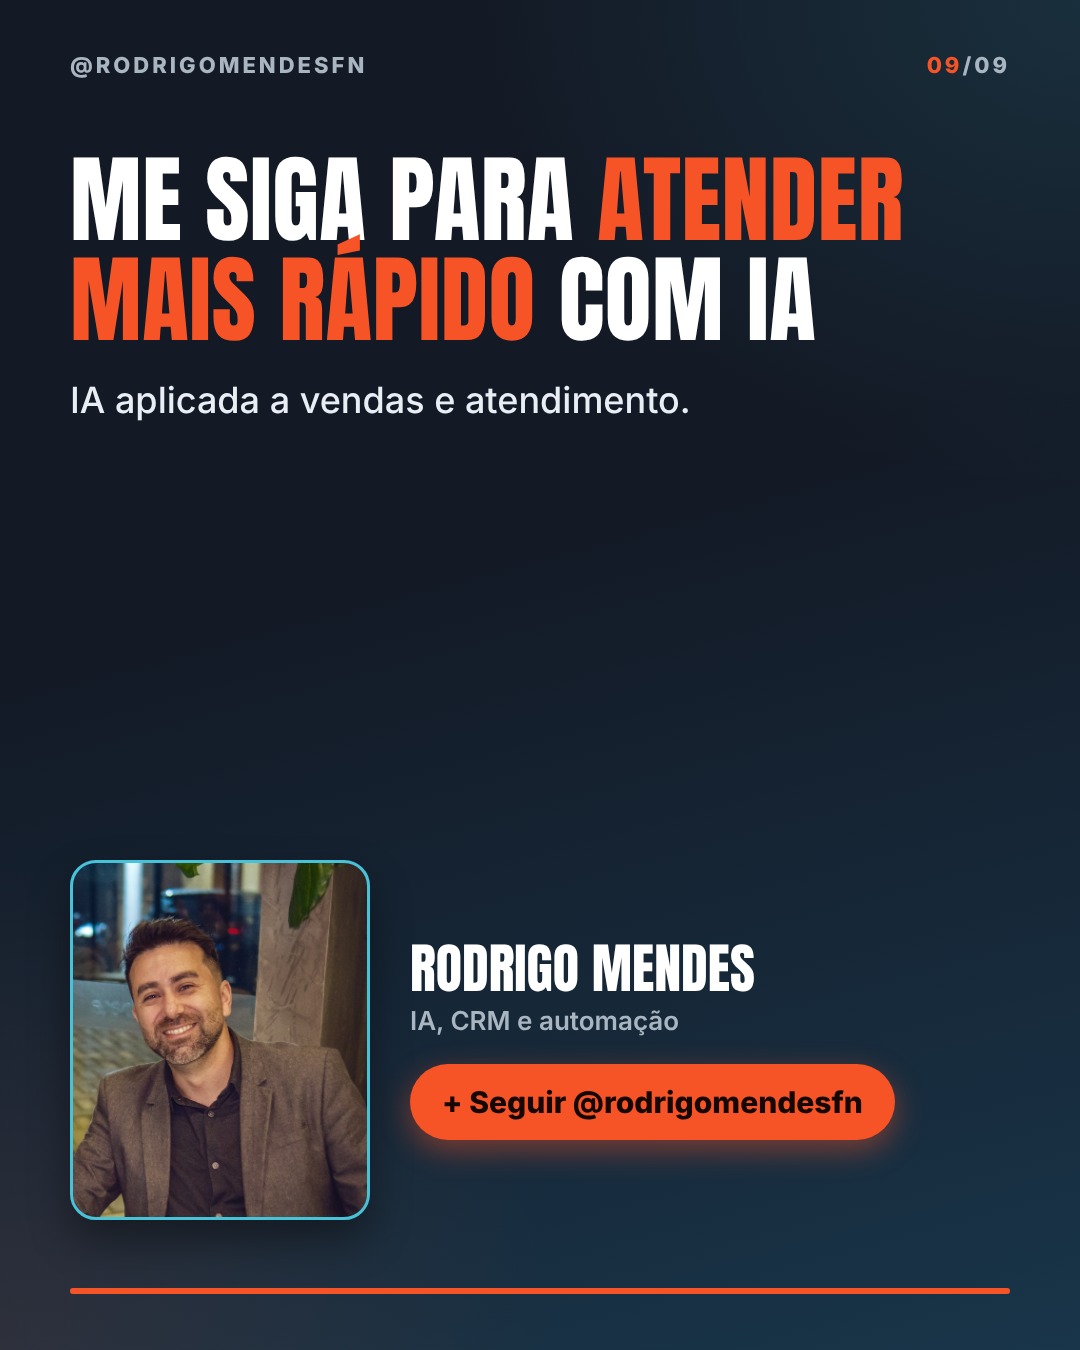 @RODRIGOMENDESFN
09/09
ME SIGA PARA ATENDER
MAIS RÁPIDO COM IA
IA aplicada a vendas e atendimento.
RODRIGO MENDES
IA, CRM e automação
+ Seguir @rodrigomendesfn